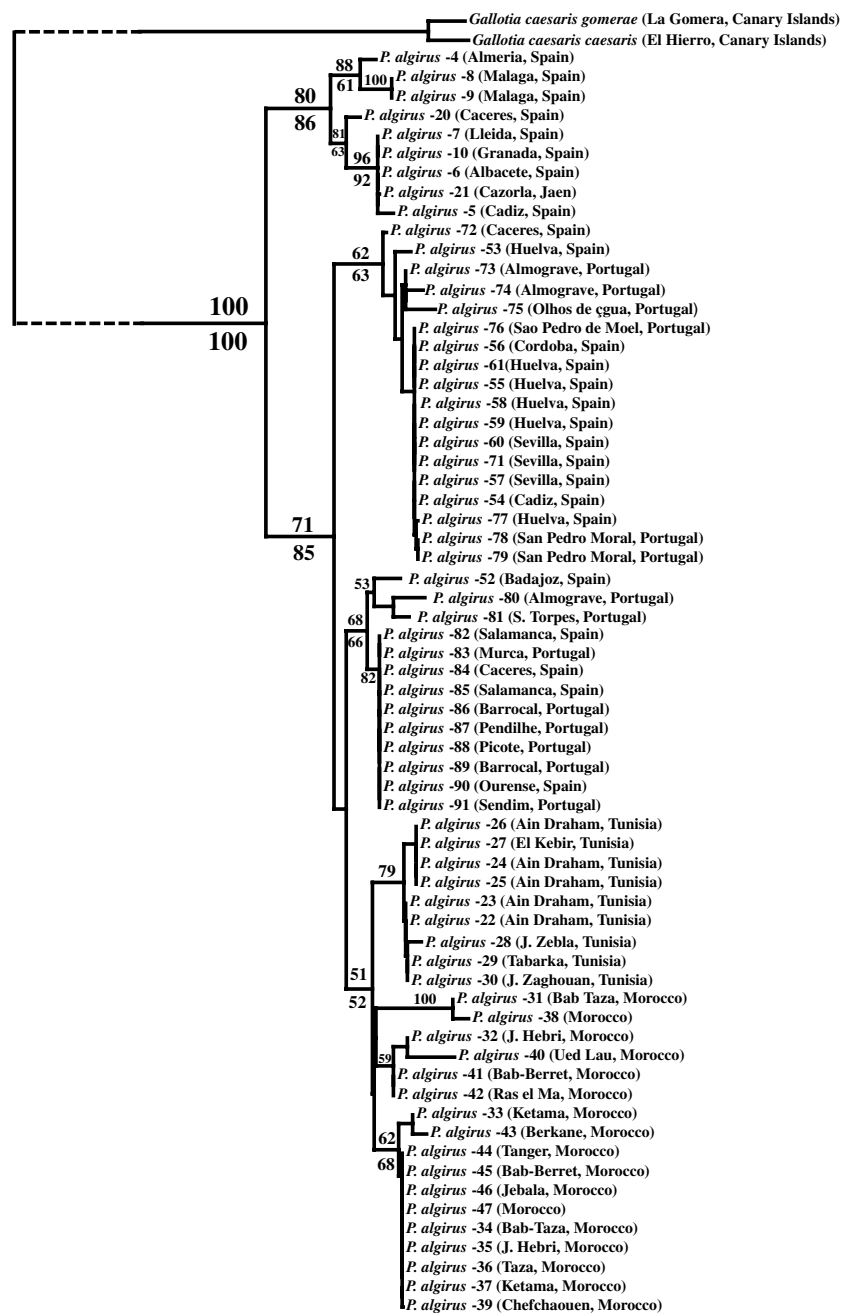 Gallotia caesaris gomerae (La Gomera, Canary Islands)
Gallotia caesaris caesaris (El Hierro, Canary Islands)
P. algirus -4 (Almeria, Spain)
88
P. algirus -8 (Malaga, Spain)
100
61
P. algirus -9 (Malaga, Spain)
80
86
P. algirus -20 (Caceres, Spain)
81
P. algirus -7 (Lleida, Spain)
63
P. algirus -10 (Granada, Spain)
96
P. algirus -6 (Albacete, Spain)
92
P. algirus -21 (Cazorla, Jaen)
P. algirus -5 (Cadiz, Spain)
P. algirus -72 (Caceres, Spain)
62
P. algirus -53 (Huelva, Spain)
63
P. algirus -73 (Almograve, Portugal)
P. algirus -74 (Almograve, Portugal)
100
P. algirus -75 (Olhos de çgua, Portugal)
100
P. algirus -76 (Sao Pedro de Moel, Portugal)
P. algirus -56 (Cordoba, Spain)
P. algirus -61(Huelva, Spain)
P. algirus -55 (Huelva, Spain)
P. algirus -58 (Huelva, Spain)
P. algirus -59 (Huelva, Spain)
P. algirus -60 (Sevilla, Spain)
P. algirus -71 (Sevilla, Spain)
P. algirus -57 (Sevilla, Spain)
P. algirus -54 (Cadiz, Spain)
71
P. algirus -77 (Huelva, Spain)
P. algirus -78 (San Pedro Moral, Portugal)
85
P. algirus -79 (San Pedro Moral, Portugal)
P. algirus -52 (Badajoz, Spain)
53
P. algirus -80 (Almograve, Portugal)
P. algirus -81 (S. Torpes, Portugal)
68
P. algirus -82 (Salamanca, Spain)
66
P. algirus -83 (Murca, Portugal)
P. algirus -84 (Caceres, Spain)
82
P. algirus -85 (Salamanca, Spain)
P. algirus -86 (Barrocal, Portugal)
P. algirus -87 (Pendilhe, Portugal)
P. algirus -88 (Picote, Portugal)
P. algirus -89 (Barrocal, Portugal)
P. algirus -90 (Ourense, Spain)
P. algirus -91 (Sendim, Portugal)
P. algirus -26 (Ain Draham, Tunisia)
P. algirus -27 (El Kebir, Tunisia)
P. algirus -24 (Ain Draham, Tunisia)
79
P. algirus -25 (Ain Draham, Tunisia)
P. algirus -23 (Ain Draham, Tunisia)
P. algirus -22 (Ain Draham, Tunisia)
P. algirus -28 (J. Zebla, Tunisia)
P. algirus -29 (Tabarka, Tunisia)
51
P. algirus -30 (J. Zaghouan, Tunisia)
52
100
P. algirus -31 (Bab Taza, Morocco)
P. algirus -38 (Morocco)
P. algirus -32 (J. Hebri, Morocco)
59
P. algirus -40 (Ued Lau, Morocco)
P. algirus -41 (Bab-Berret, Morocco)
P. algirus -42 (Ras el Ma, Morocco)
P. algirus -33 (Ketama, Morocco)
P. algirus -43 (Berkane, Morocco)
62
P. algirus -44 (Tanger, Morocco)
68
P. algirus -45 (Bab-Berret, Morocco)
P. algirus -46 (Jebala, Morocco)
P. algirus -47 (Morocco)
P. algirus -34 (Bab-Taza, Morocco)
P. algirus -35 (J. Hebri, Morocco)
P. algirus -36 (Taza, Morocco)
P. algirus -37 (Ketama, Morocco)
P. algirus -39 (Chefchaouen, Morocco)